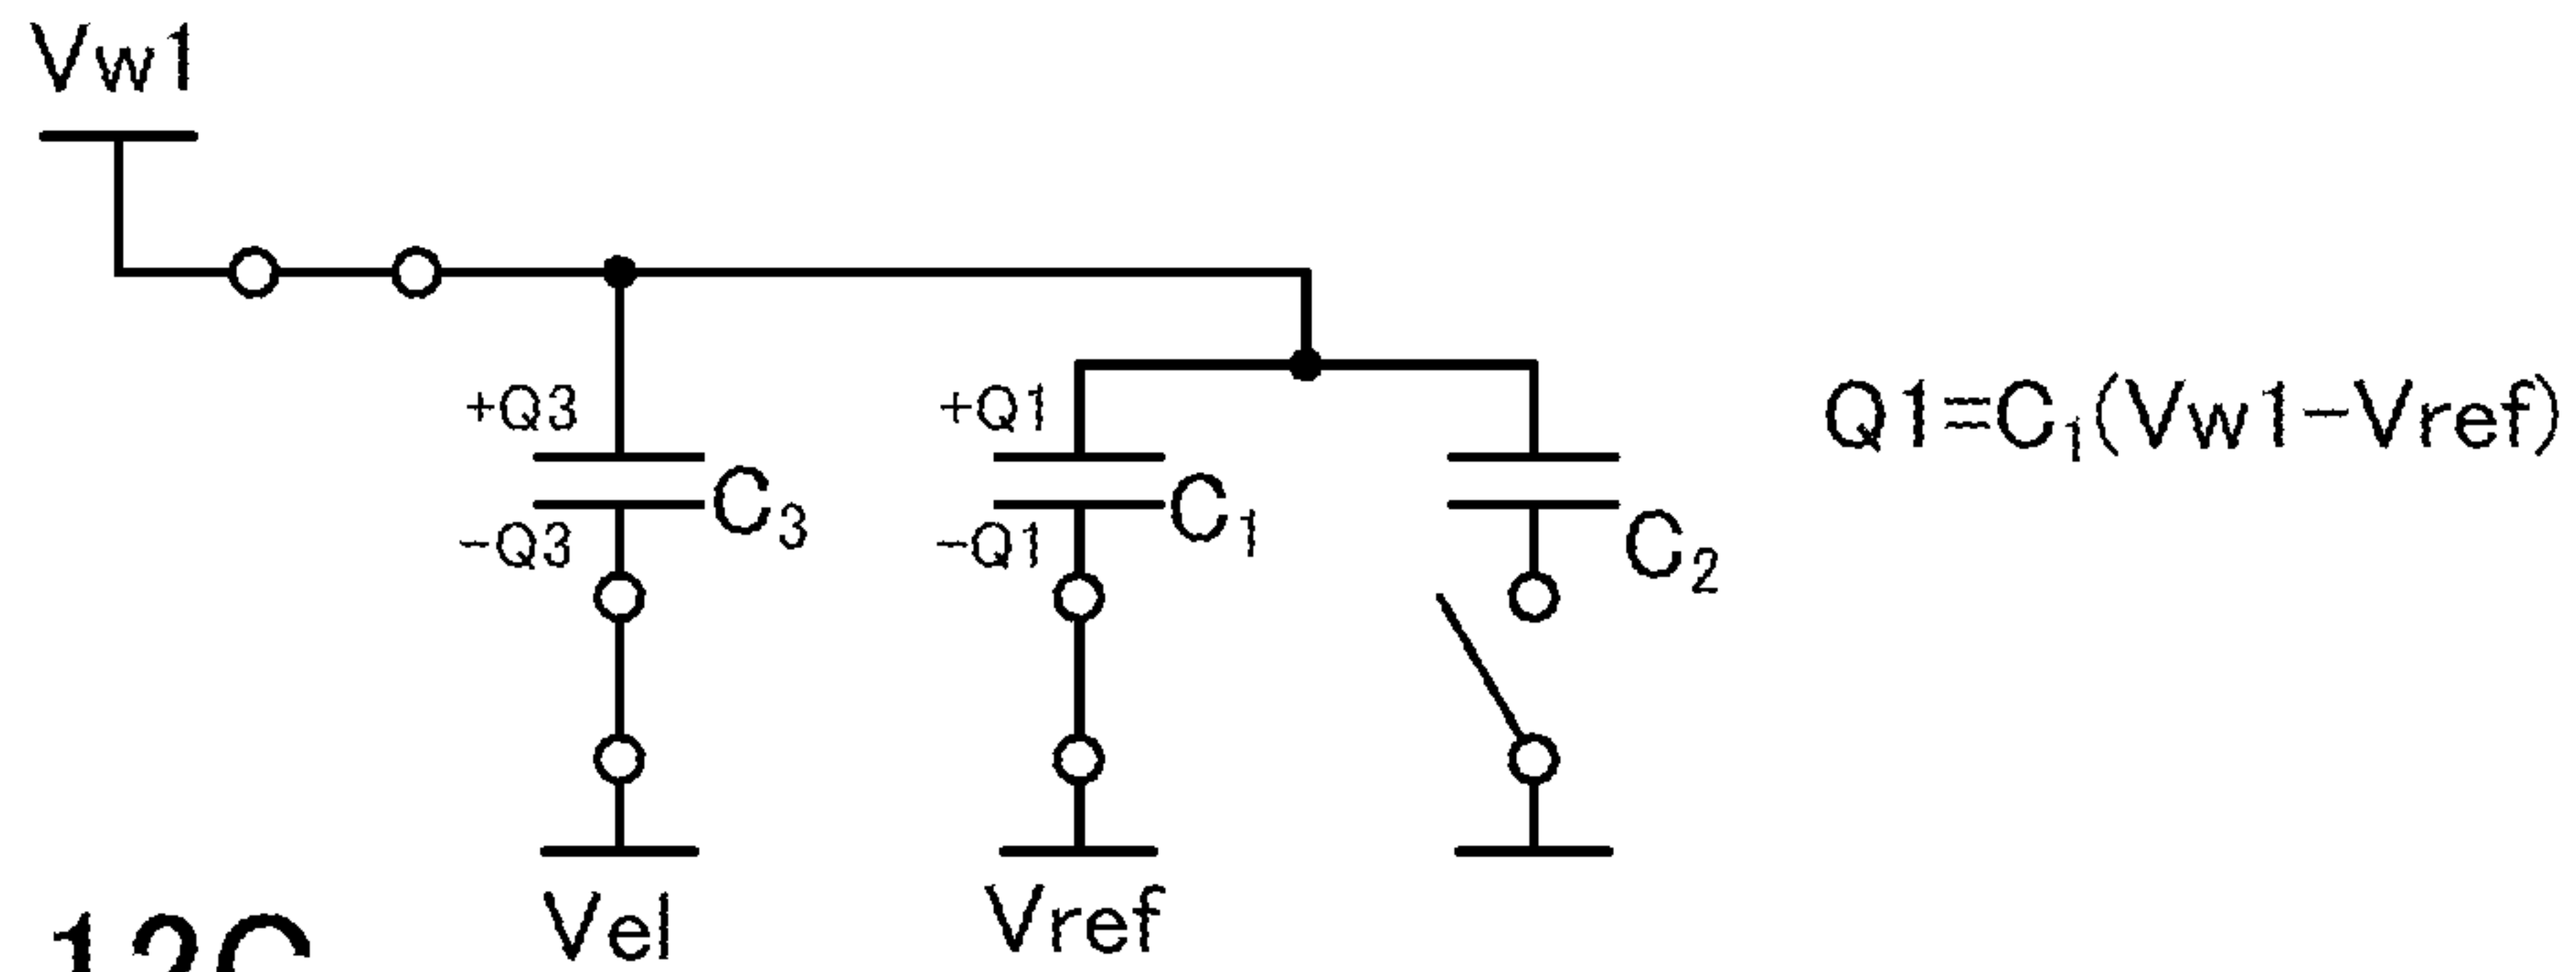 Vw1
+Q3
+Q1
Q1≒C₁(Vw1-Vref)
C₃
C₁
-Q3
-Q1
C₂
Vel
Vref